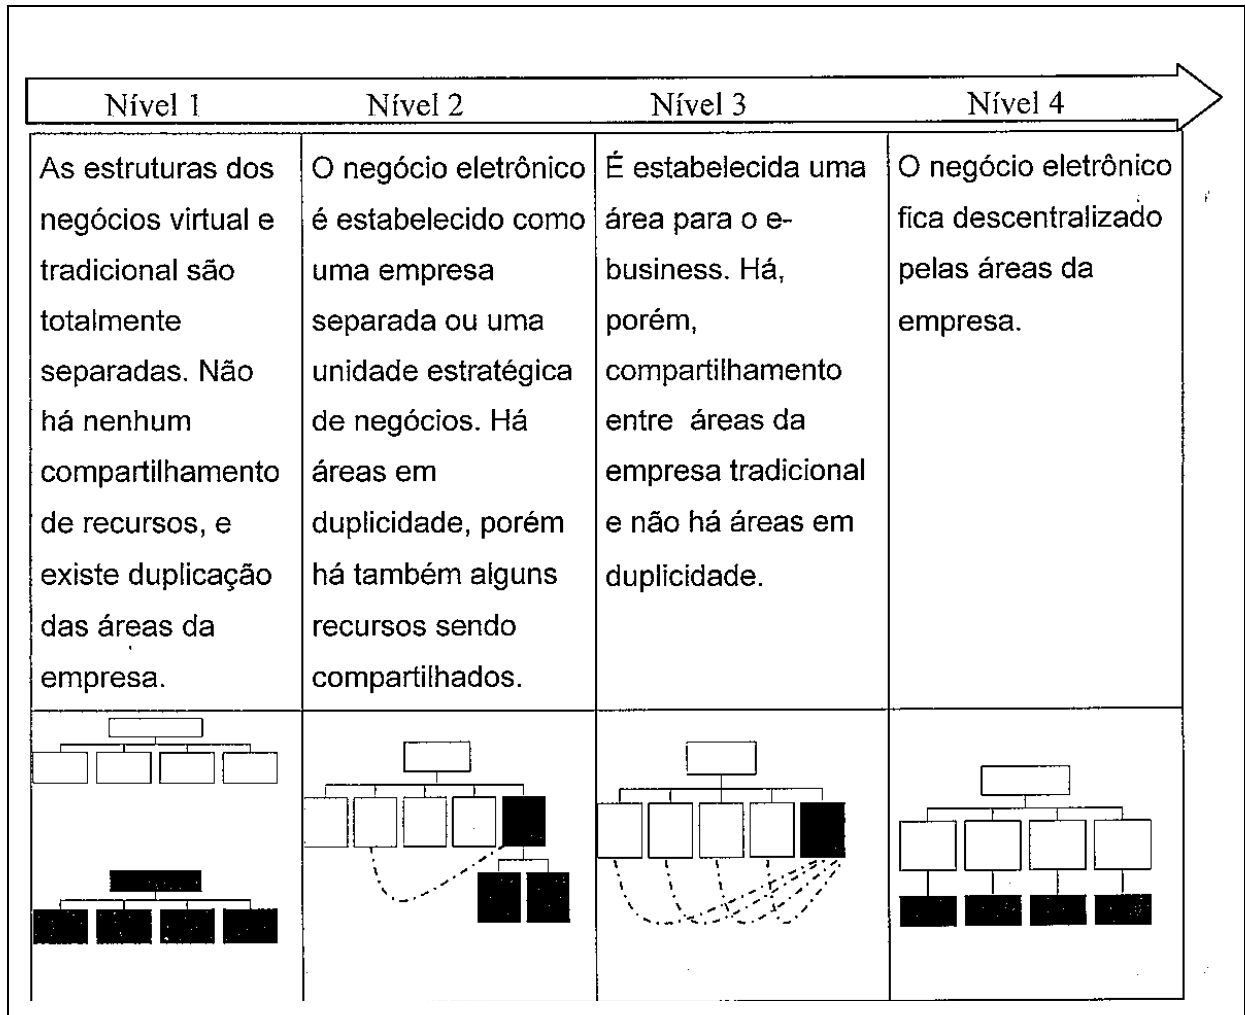 Nível 1
Nível 2
Nível 3
Nível 4
As estruturas dos
negócios virtual e
tradicional são
totalmente
separadas. Não
há nenhum
compartilhamento
de recursos, e
existe duplicação
das áreas da
empresa.
O negócio eletrônico
é estabelecido como
uma empresa
separada ou uma
unidade estratégica
de negócios. Há
áreas em
duplicidade, porém
há também alguns
recursos sendo
compartilhados.
É estabelecida uma
área para o e-
business. Há,
porém,
compartilhamento
entre áreas da
empresa tradicional
e não há áreas em
duplicidade.
O negócio eletrônico
fica descentralizado
pelas áreas da
empresa.